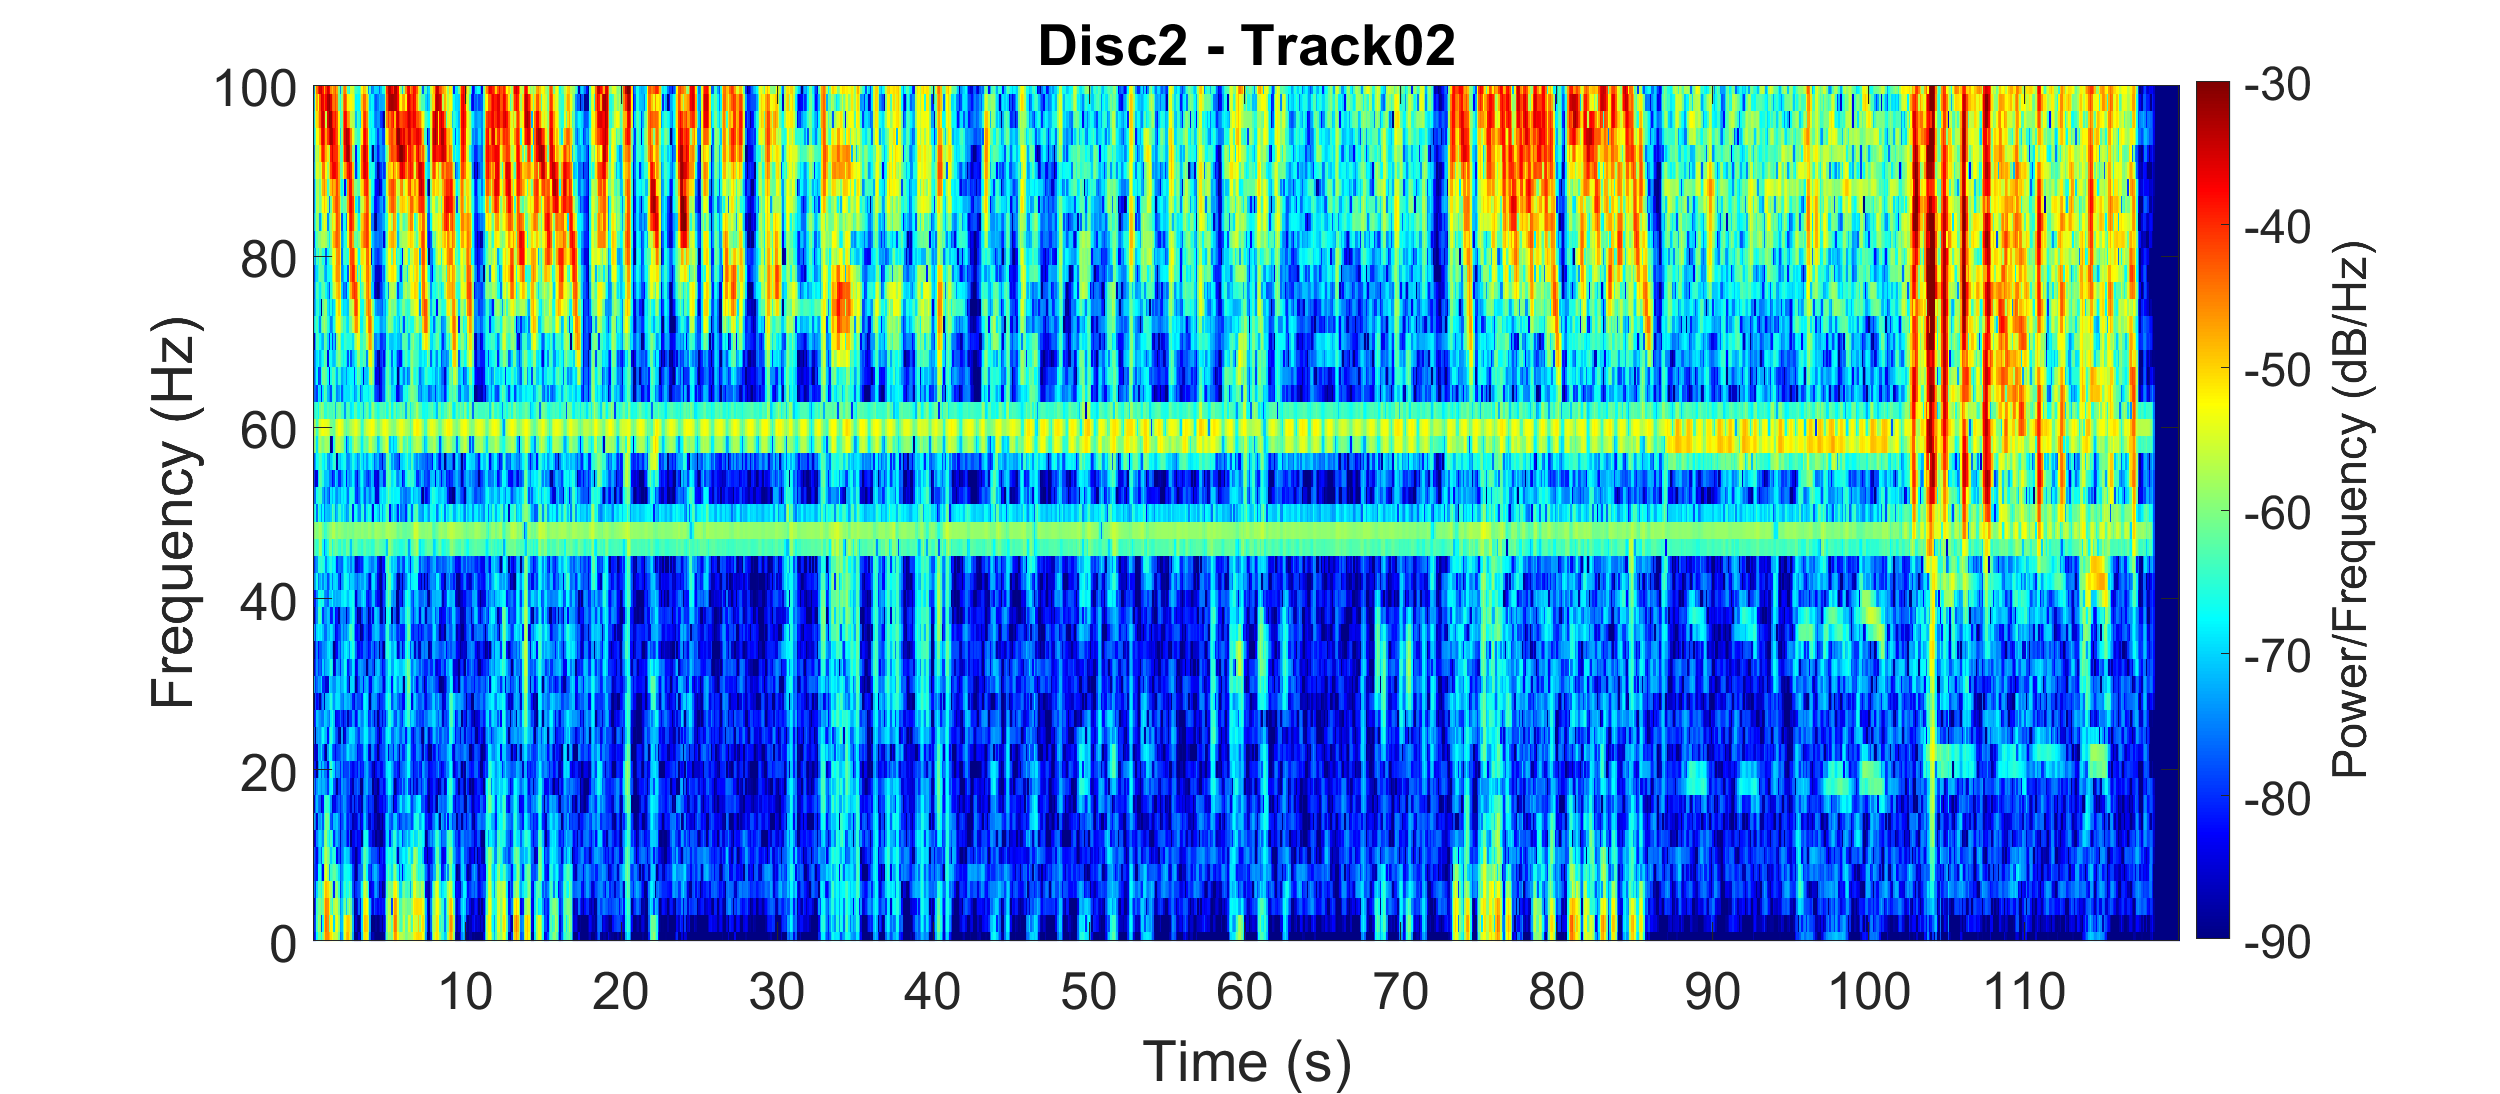 Disc2 - Track02
Frequency (Hz)
100
80
60
40
20
0
10 20 30 40 50 60 70 80 90 100 110
Time (s)
-30
-40
-50
-60
-70
-80
-90
Power/Frequency (dB/Hz)